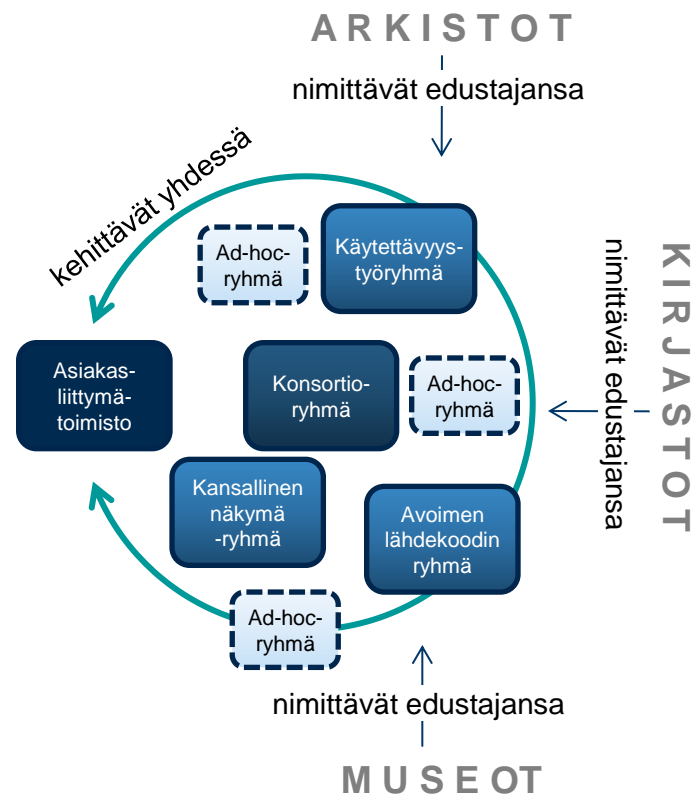 ARKISTOT
nimittävät edustajansa
kehittävät yhdessä
Ad-hoc-
ryhmä
Käytettävyys-
työryhmä
KIRJASTOT
nimittävät edustajansa
Asiakas-
liittymä-
toimisto
Konsortio-
ryhmä
Ad-hoc-
ryhmä
Kansallinen
näkymä
-ryhmä
Avoimen
lähdekoodin
ryhmä
Ad-hoc-
ryhmä
nimittävät edustajansa
MUSEOT